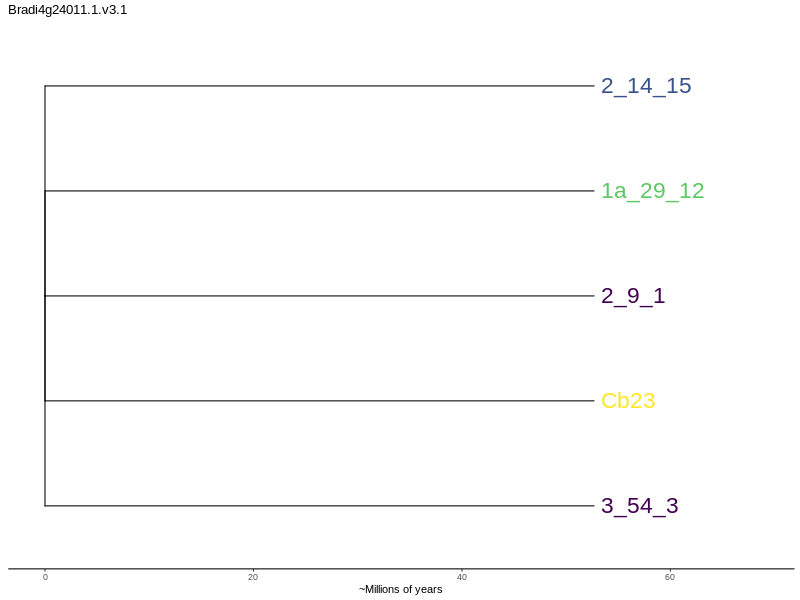 Bradi4g24011.1.v3.1
2_14_15
1a_29_12
2_9_1
Cb23
3_54_3
0 20 40 60
~Millions of years